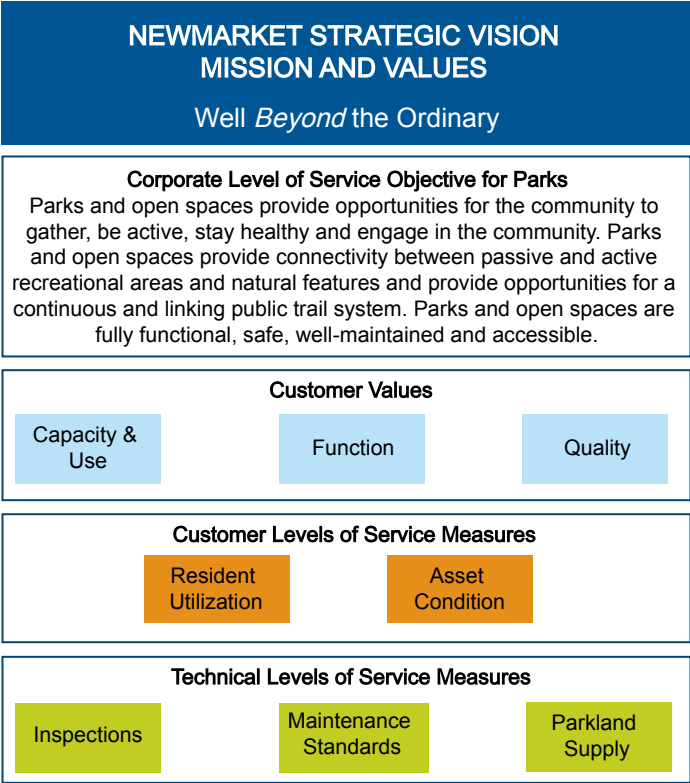 NEWMARKET STRATEGIC VISION
MISSION AND VALUES
Well Beyond the Ordinary
Corporate Level of Service Objective for Parks
Parks and open spaces provide opportunities for the community to
gather, be active, stay healthy and engage in the community. Parks
and open spaces provide connectivity between passive and active
recreational areas and natural features and provide opportunities for a
continuous and linking public trail system. Parks and open spaces are
fully functional, safe, well-maintained and accessible.
Customer Values
Capacity &
Use
Function
Quality
Customer Levels of Service Measures
Resident
Utilization
Asset
Condition
Technical Levels of Service Measures
Inspections
Maintenance
Standards
Parkland
Supply